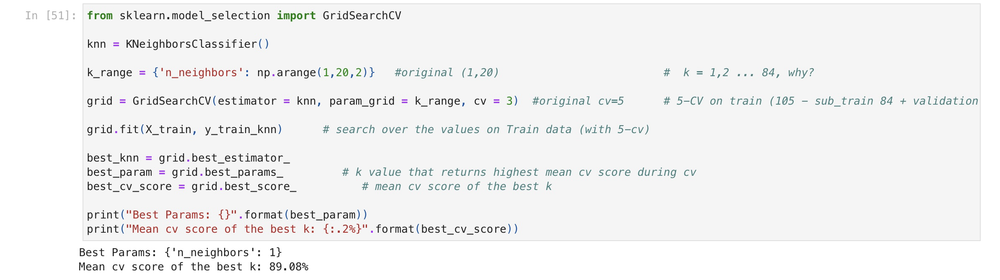 In [51]: from sklearn.model_selection import GridSearchCV
knn = KNeighborsClassifier()
k_range = {'n_neighbors': np.arange(1,20,2)}   #original (1,20)                         #  k = 1,2 ... 84, why?
grid = GridSearchCV(estimator = knn, param_grid = k_range, cv = 3)  #original cv=5      # 5-CV on train (105 - sub_train 84 + validation
grid.fit(X_train, y_train_knn)      # search over the values on Train data (with 5-cv)
best_knn = grid.best_estimator_
best_param = grid.best_params_         # k value that returns highest mean cv score during cv
best_cv_score = grid.best_score_          # mean cv score of the best k
print("Best Params: {}".format(best_param))
print("Mean cv score of the best k: {:.2%}".format(best_cv_score))
Best Params: {'n_neighbors': 1}
Mean cv score of the best k: 89.08%